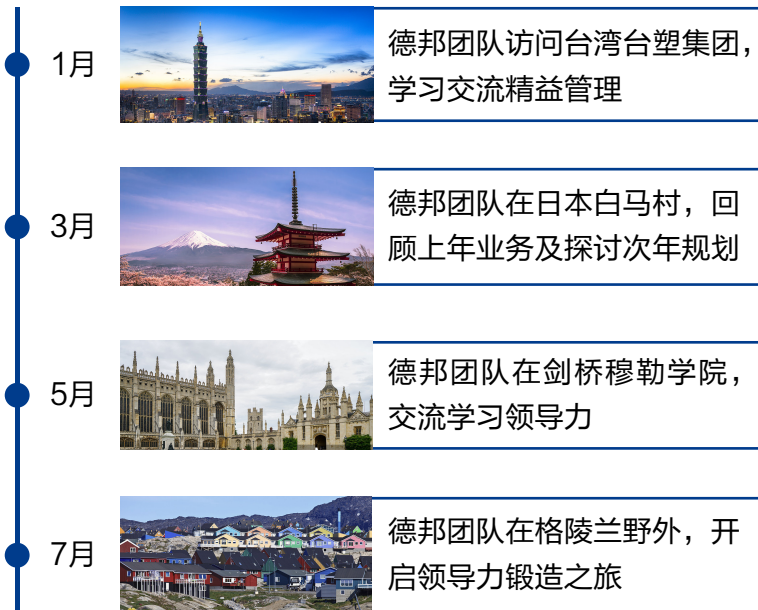 1月
德邦团队访问台湾台塑集团，
学习交流精益管理
3月
德邦团队在日本白马村，回
顾上年业务及探讨次年规划
5月
德邦团队在剑桥穆勒学院，
交流学习领导力
7月
德邦团队在格陵兰野外，开
启领导力锻造之旅